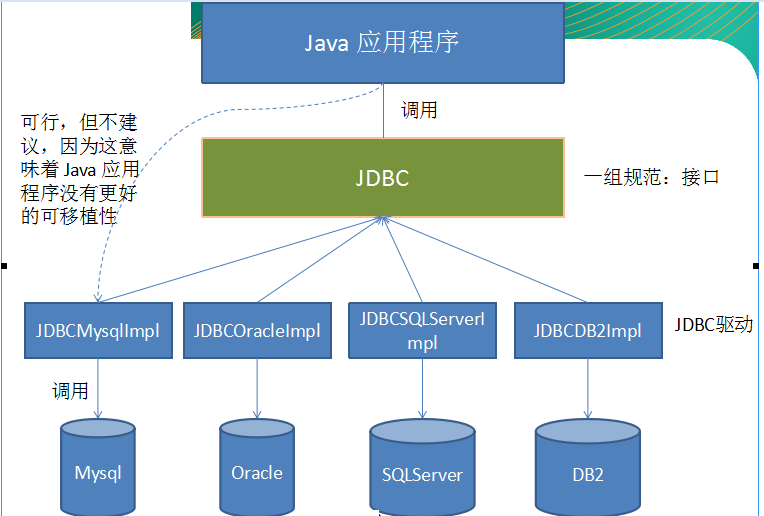 Java 应用程序
调用
可行，但不建
议，因为这意
味着 Java 应用
程序没有更好
的可移植性
JDBC
一组规范：接口
JDBCMysqlImpl
JDBCOracleImpl
JDBCSQLServerI
mpl
JDBCDB2Impl
JDBC驱动
调用
Mysql
Oracle
SQLServer
DB2